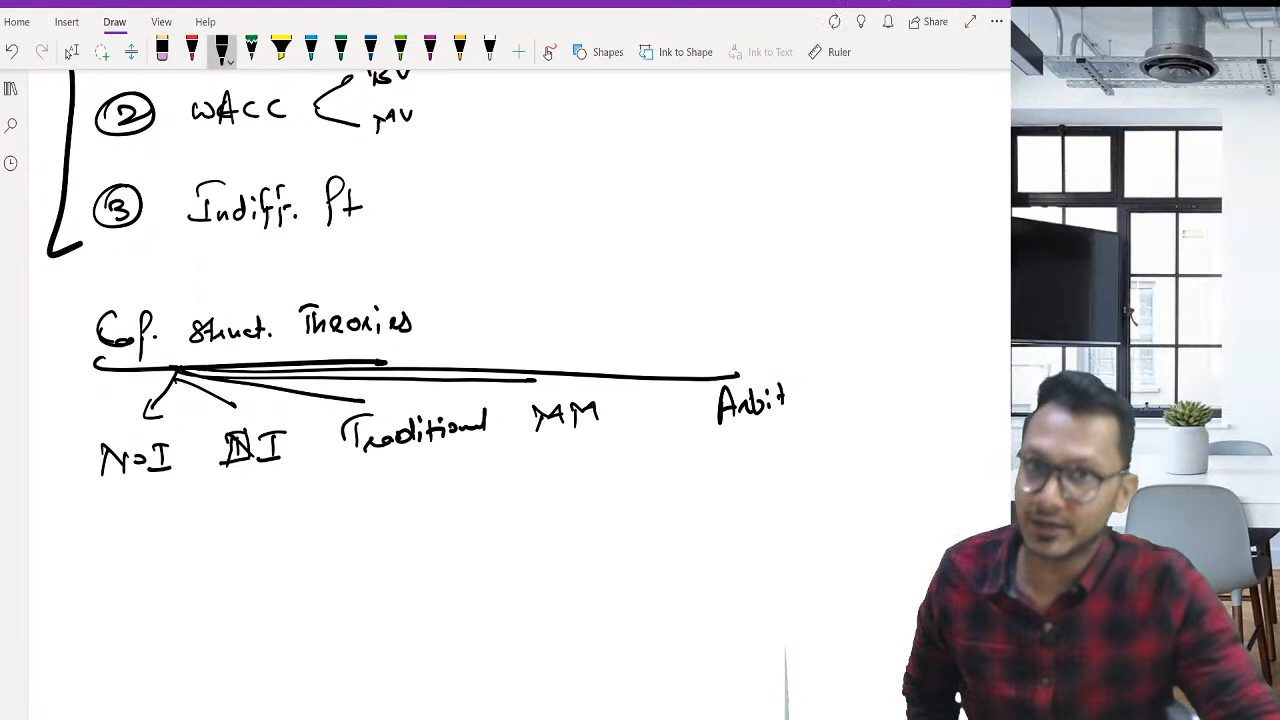 Home Insert Draw View Help Share
Shapes Ink to Shape Ink to Text Ruler
BV
② WACC
MV
③ Indiff. Pt
Cap. Struct. Theories
NOI NI Traditional MM Arbit